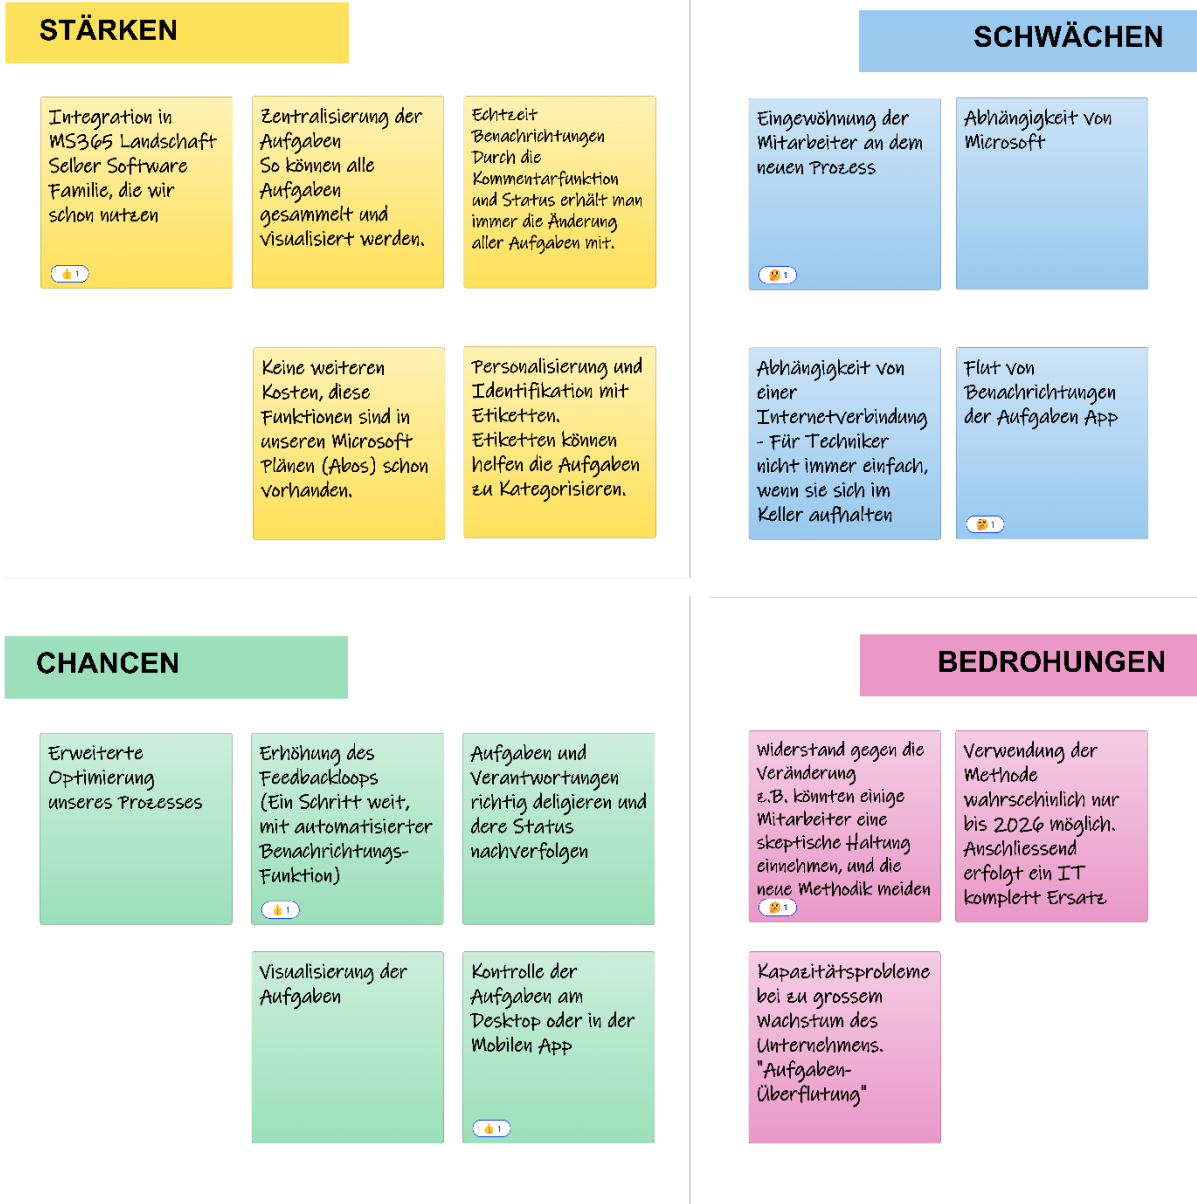 STÄRKEN
Integration in
MS365 Landschaft
Selber Software
Familie, die wir
schon nutzen
👍 1
Zentralisierung der
Aufgaben
So können alle
Aufgaben
gesammelt und
visualisiert werden.
Echtzeit
Benachrichtungen
Durch die
Kommentarfunktion
und Status erhält man
immer die Änderung
aller Aufgaben mit.
Keine weiteren
Kosten, diese
Funktionen sind in
unseren Microsoft
Plänen (Abos) schon
vorhanden.
Personalisierung und
Identifikation mit
Etiketten.
Etiketten können
helfen die Aufgaben
zu Kategorisieren.
SCHWÄCHEN
Eingewöhnung der
Mitarbeiter an dem
neuen Prozess
🤔 1
Abhängigkeit von
Microsoft
Abhängigkeit von
einer
Internetverbindung
- Für Techniker
nicht immer einfach,
wenn sie sich im
Keller aufhalten
Flut von
Benachrichtungen
der Aufgaben App
🤔 1
CHANCEN
Erweiterte
Optimierung
unseres Prozesses
Erhöhung des
Feedbackloops
(Ein Schritt weit,
mit automatisierter
Benachrichtungs-
Funktion)
👍 1
Aufgaben und
Verantwortungen
richtig deligieren und
dere Status
nachverfolgen
Visualisierung der
Aufgaben
Kontrolle der
Aufgaben am
Desktop oder in der
Mobilen App
👍 1
BEDROHUNGEN
Widerstand gegen die
Veränderung
z.B. könnten einige
Mitarbeiter eine
skeptische Haltung
einnehmen, und die
neue Methodik meiden
🤔 1
Verwendung der
Methode
wahrscehinlich nur
bis 2026 möglich.
Anschliessend
erfolgt ein IT
komplett Ersatz
Kapazitätsprobleme
bei zu grossem
Wachstum des
Unternehmens.
"Aufgaben-
Überflutung"